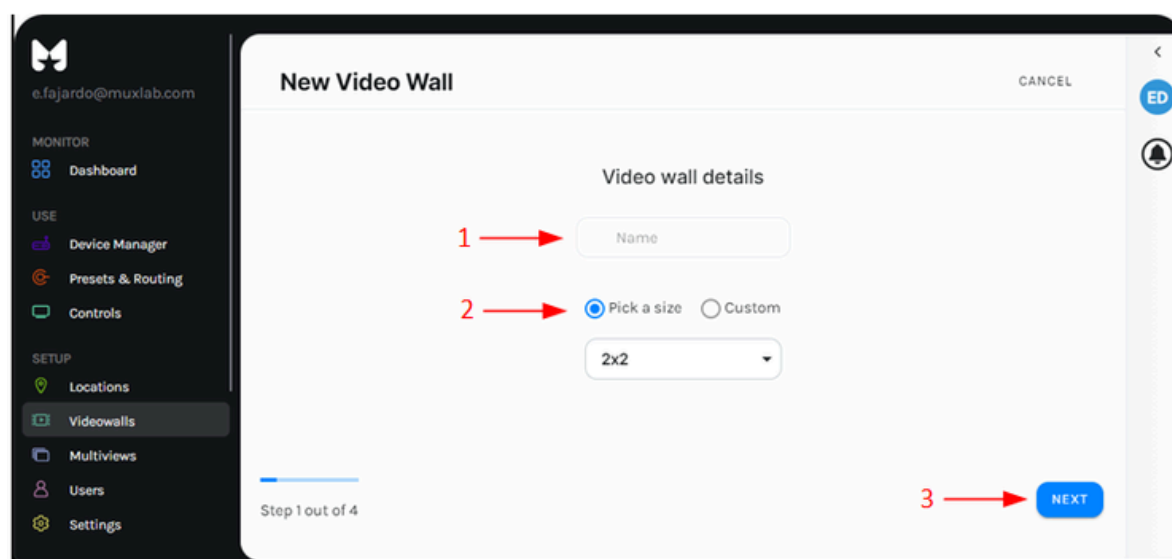 e.fajardo@muxlab.com
MONITOR
Dashboard
USE
Device Manager
Presets & Routing
Controls
SETUP
Locations
Videowalls
Multiviews
Users
Settings
New Video Wall
CANCEL
ED
Video wall details
1
Name
2
Pick a size Custom
2x2
Step 1 out of 4
3
NEXT